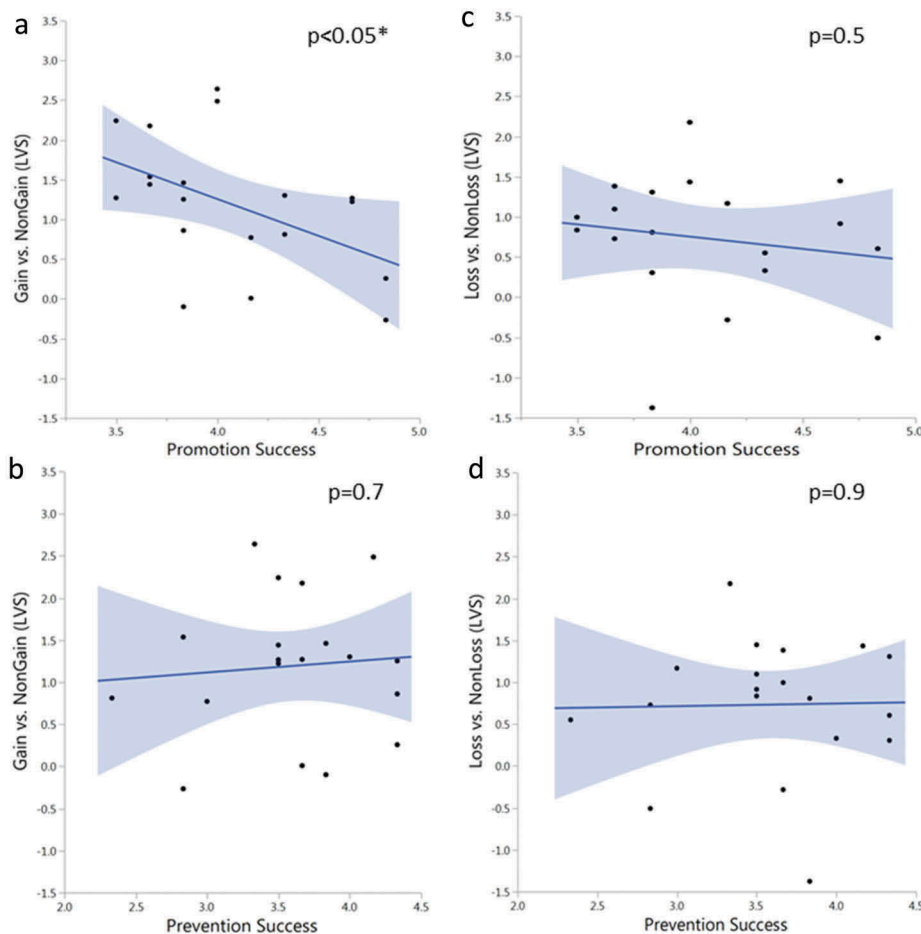 a
p<0.05*
Gain vs. NonGain (LVS)
3.5
3.0
2.5
2.0
1.5
1.0
0.5
0.0
-0.5
-1.0
-1.5
3.5 4.0 4.5 5.0
Promotion Success
c
p=0.5
Loss vs. NonLoss (LVS)
3.5
3.0
2.5
2.0
1.5
1.0
0.5
0.0
-0.5
-1.0
-1.5
3.5 4.0 4.5 5.0
Promotion Success
b
p=0.7
Gain vs. NonGain (LVS)
3.5
3.0
2.5
2.0
1.5
1.0
0.5
0.0
-0.5
-1.0
-1.5
2.0 2.5 3.0 3.5 4.0 4.5
Prevention Success
d
p=0.9
Loss vs. NonLoss (LVS)
3.5
3.0
2.5
2.0
1.5
1.0
0.5
0.0
-0.5
-1.0
-1.5
2.0 2.5 3.0 3.5 4.0 4.5
Prevention Success